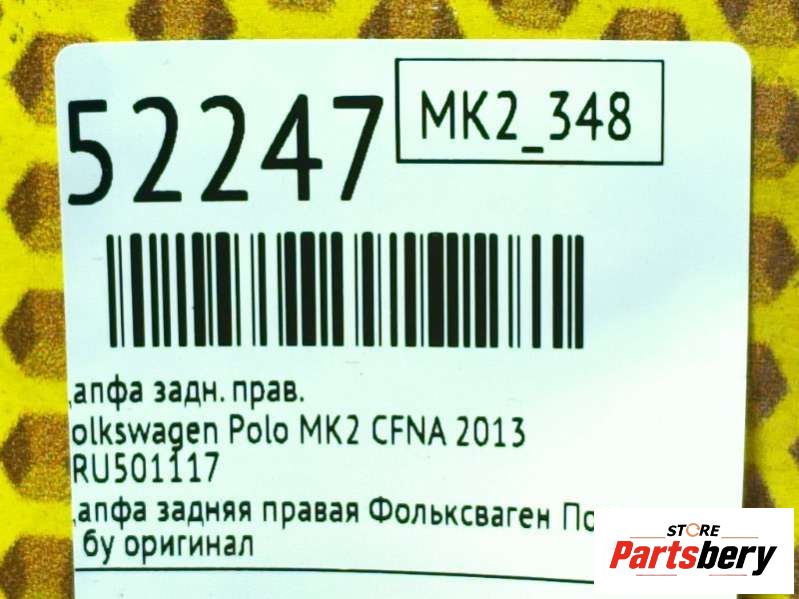 52247
MK2_348
апфа задн. прав.
olkswagen Polo MK2 CFNA 2013
RU501117
апфа задняя правая Фольксваген По
бу оригинал
STORE
Partsbery